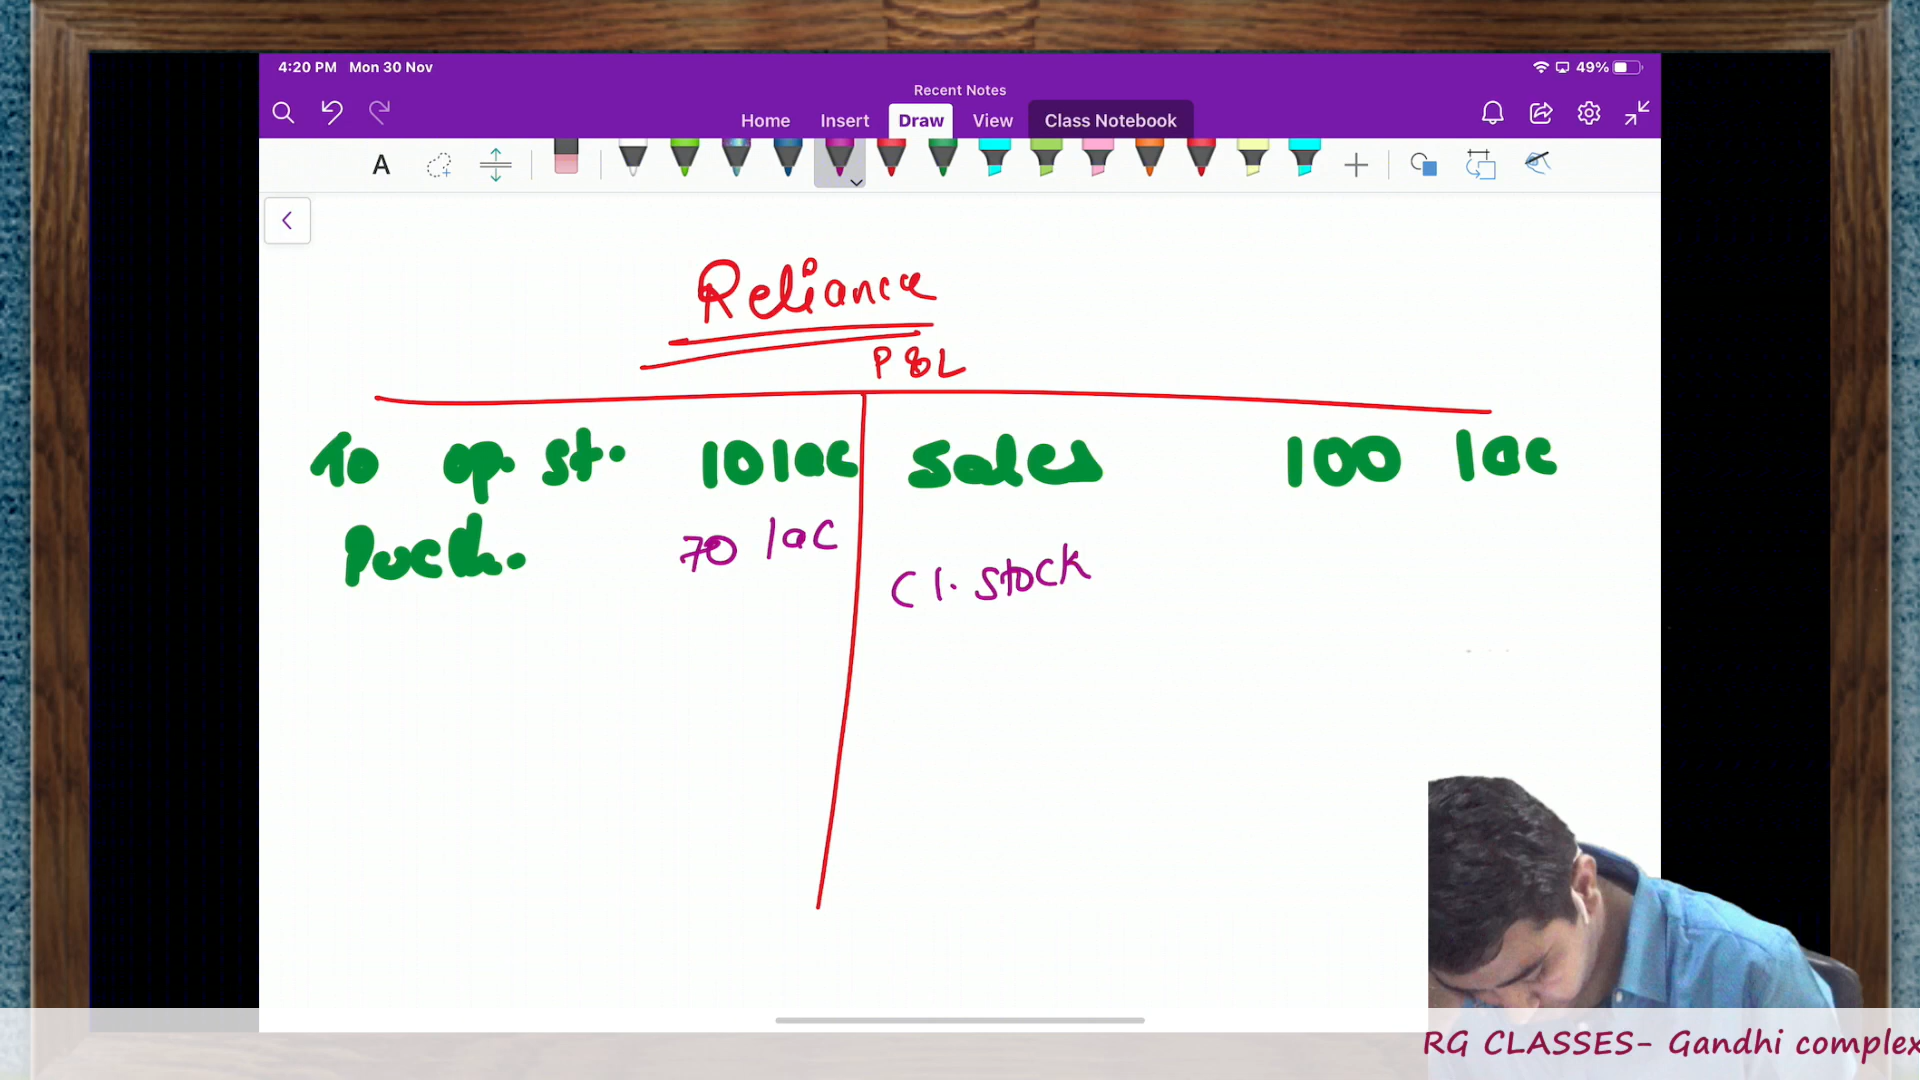 4:20 PM Mon 30 Nov
49%
Recent Notes
Home Insert Draw View Class Notebook
A
Reliance
P&L
To op. st. 10 lac Sales 100 lac
Purch. 70 lac
Cl. Stock
RG CLASSES- Gandhi complex